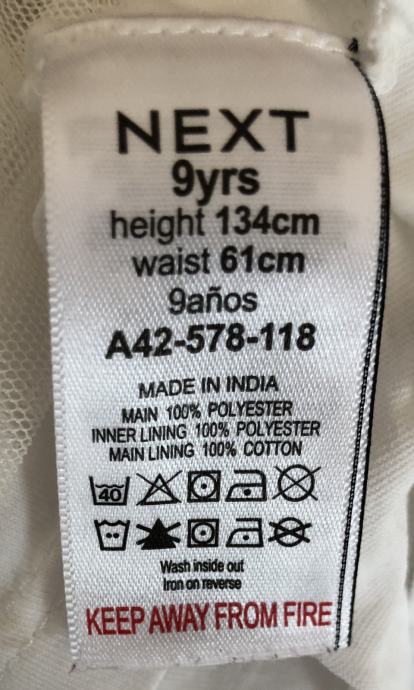 NEXT
9yrs
height 134cm
waist 61cm
9años
A42-578-118
MADE IN INDIA
MAIN 100% POLYESTER
INNER LINING 100% POLYESTER
MAIN LINING 100% COTTON
40
Wash inside out
Iron on reverse
KEEP AWAY FROM FIRE